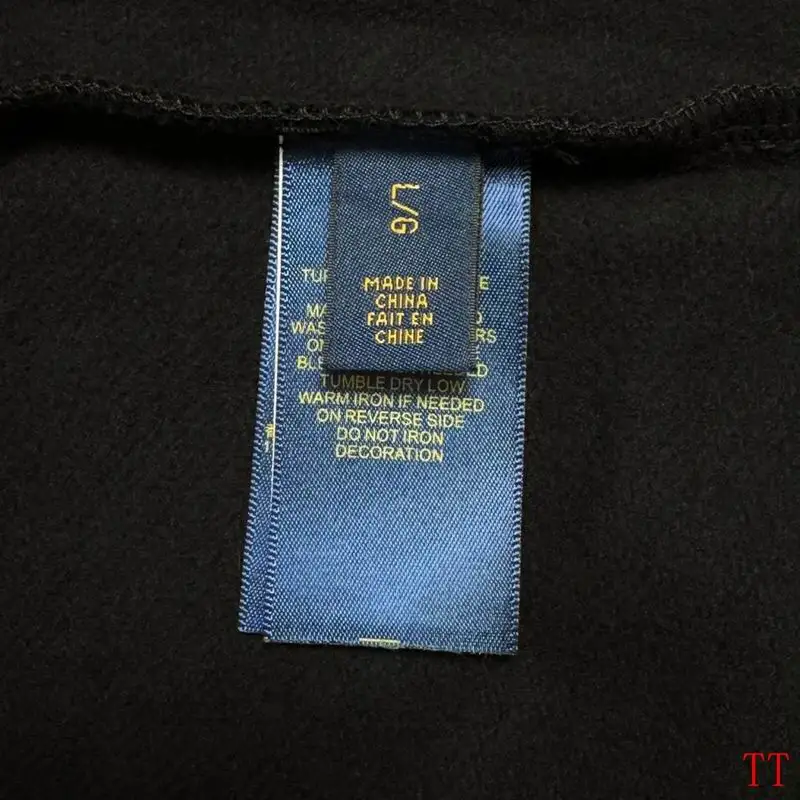 L/G
MADE IN
CHINA
FAIT EN
CHINE
TUMBLE DRY LOW
WARM IRON IF NEEDED
ON REVERSE SIDE
DO NOT IRON
DECORATION
TT